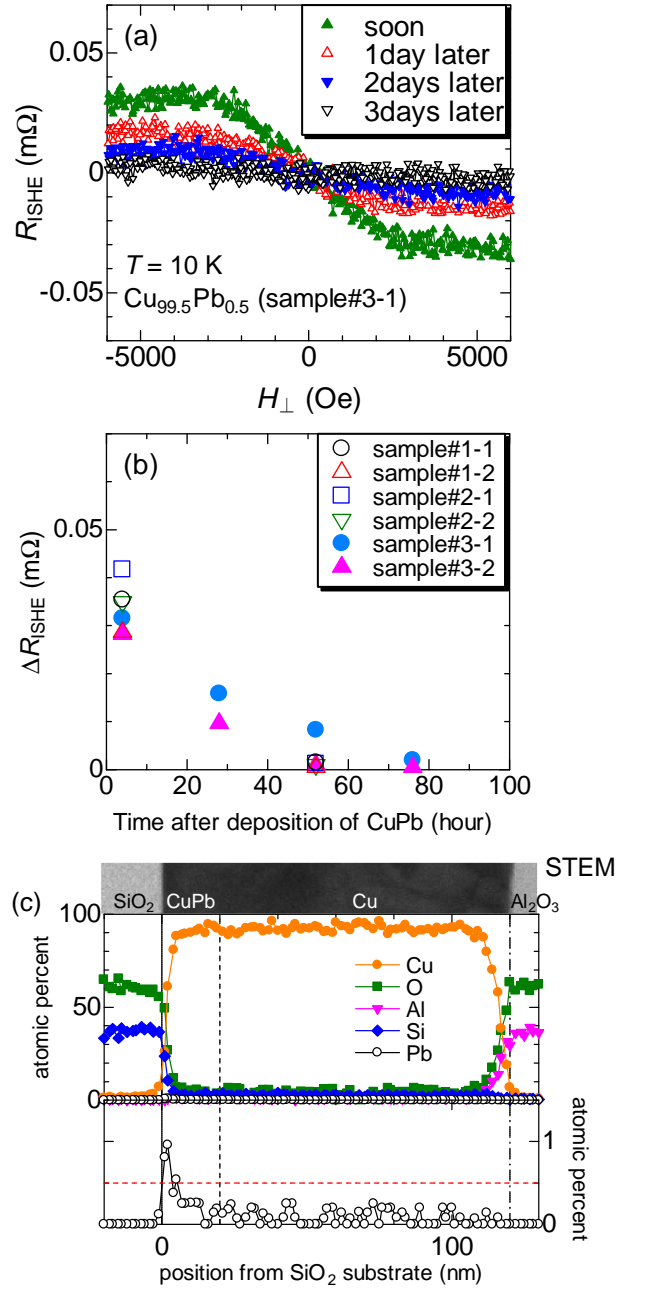 (a)
soon
1day later
2days later
3days later
0.05
0
-0.05
R_ISHE (mΩ)
T = 10 K
Cu99.5Pb0.5 (sample#3-1)
-5000 0 5000
H⊥ (Oe)
(b)
sample#1-1
sample#1-2
sample#2-1
sample#2-2
sample#3-1
sample#3-2
0.05
0
ΔR_ISHE (mΩ)
0 20 40 60 80 100
Time after deposition of CuPb (hour)
STEM
(c)
SiO2 CuPb Cu Al2O3
100
50
0
atomic percent
Cu
O
Al
Si
Pb
1
0
atomic percent
0 100
position from SiO2 substrate (nm)